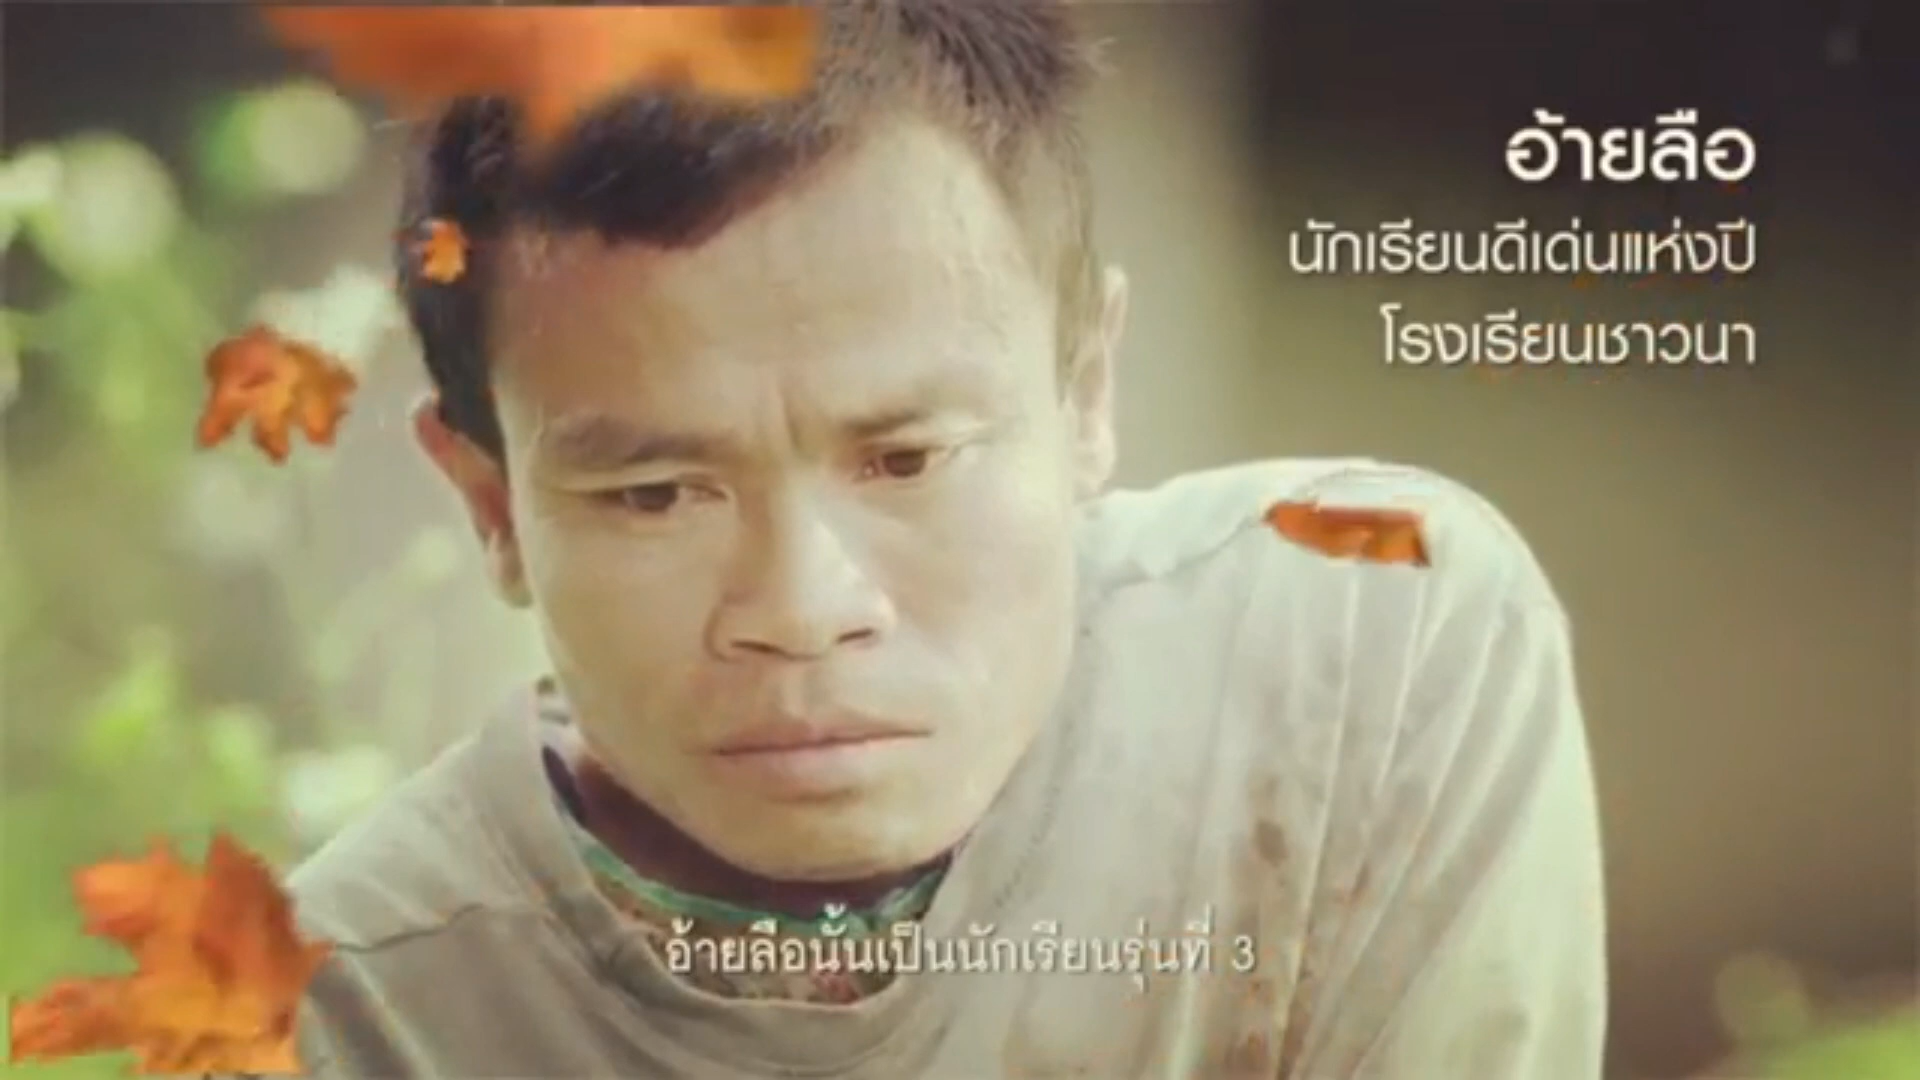 อ้ายลือ
นักเรียนดีเด่นแห่งปี
โรงเรียนชาวนา
อ้ายลือนั้นเป็นนักเรียนรุ่นที่ 3